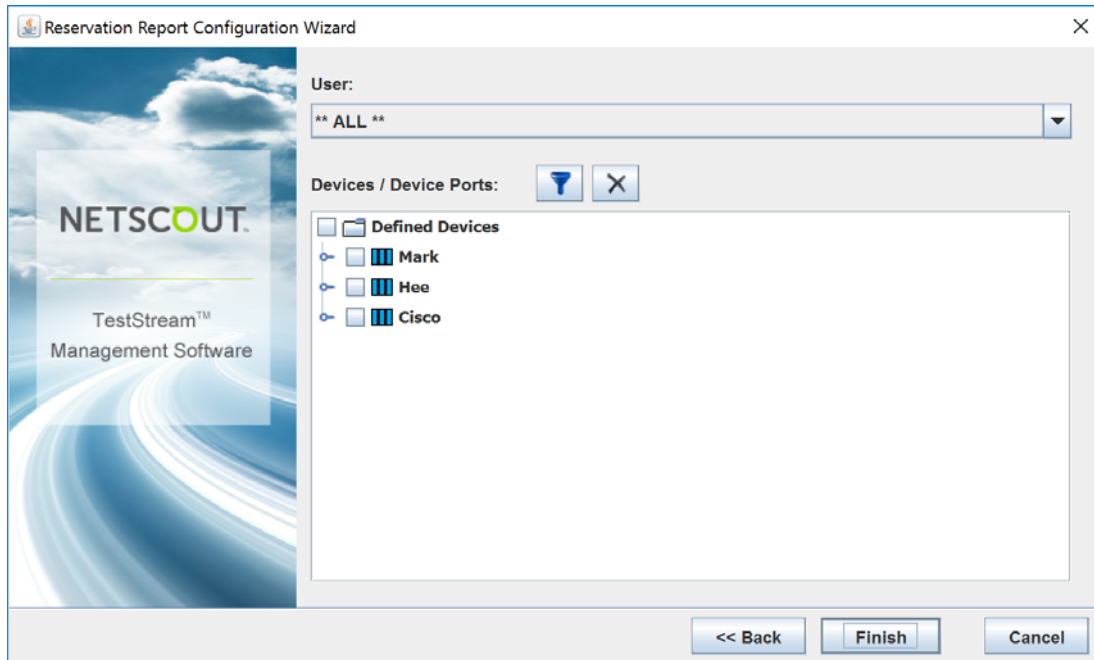 Reservation Report Configuration Wizard
User:
** ALL **
Devices / Device Ports:
Defined Devices
Mark
Hee
Cisco
NETSCOUT.
TestStream™
Management Software
<< Back
Finish
Cancel